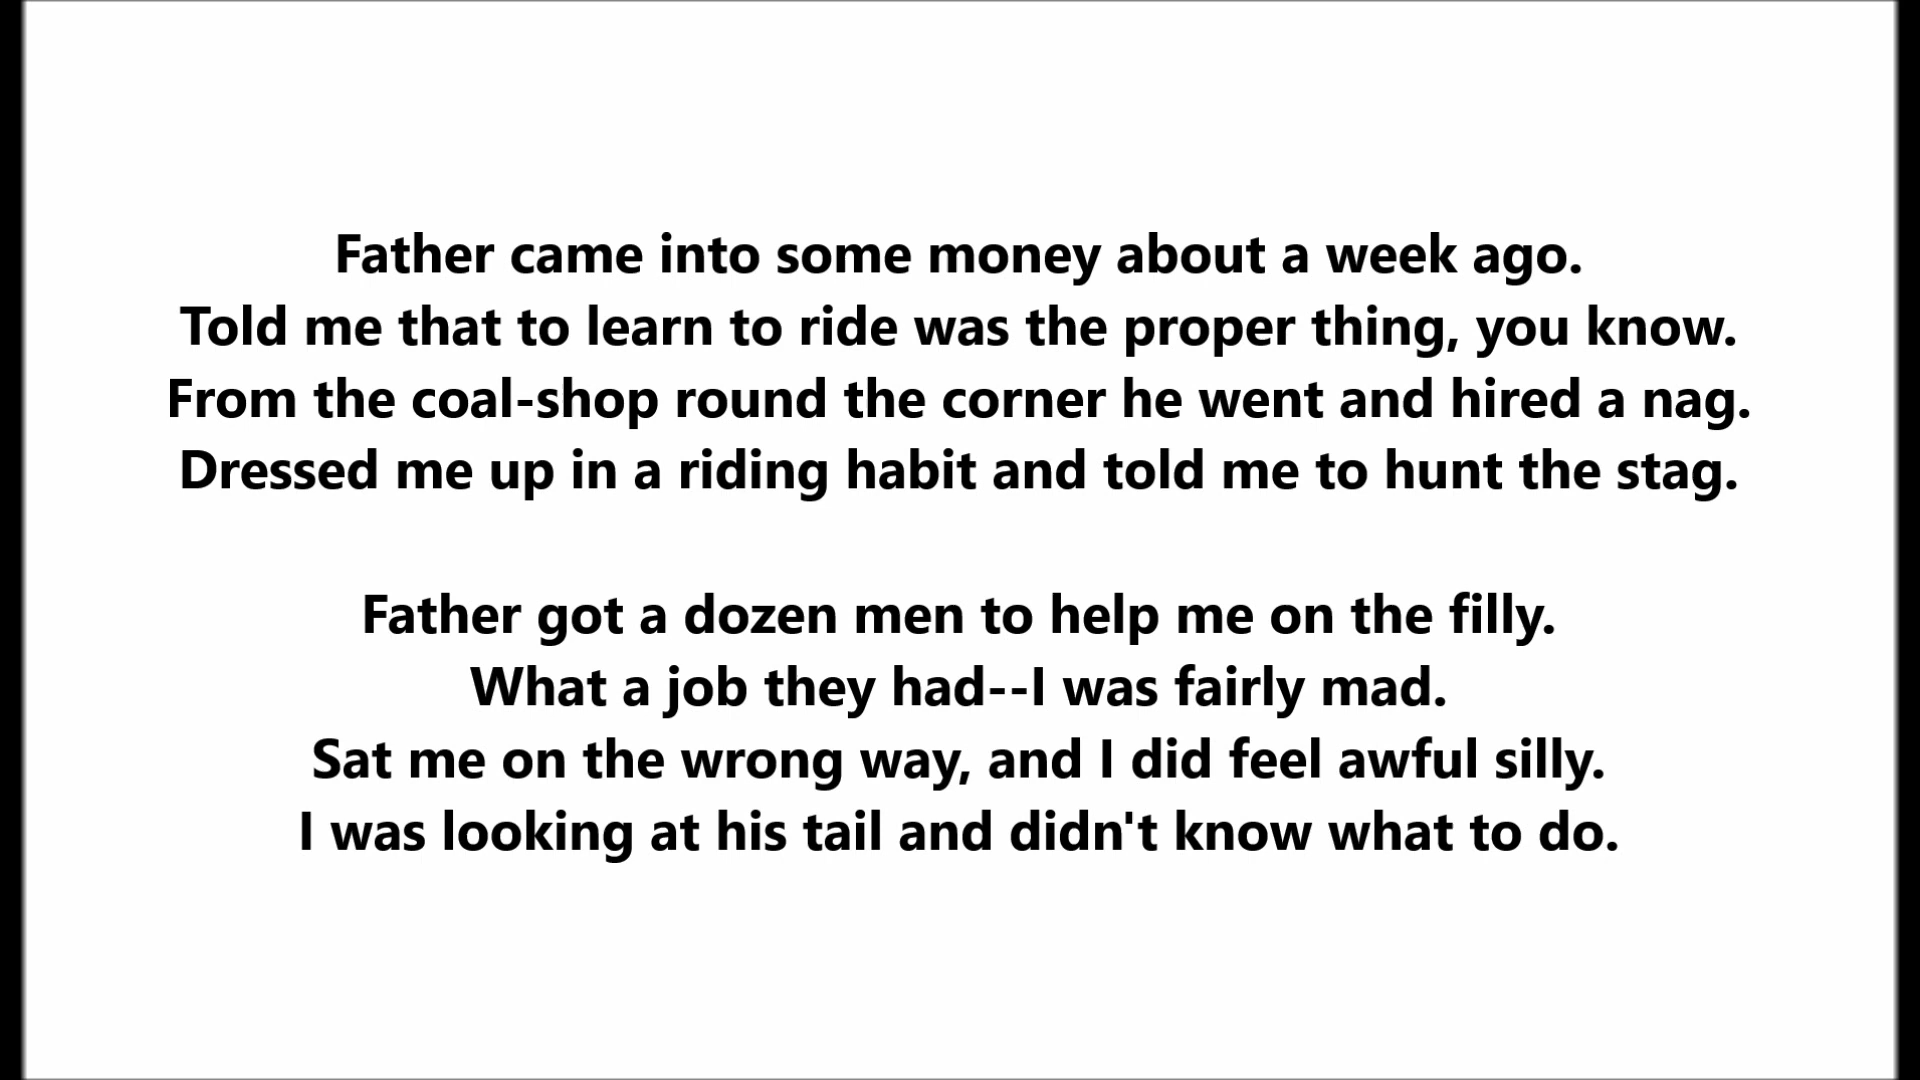 Father came into some money about a week ago.
Told me that to learn to ride was the proper thing, you know.
From the coal-shop round the corner he went and hired a nag.
Dressed me up in a riding habit and told me to hunt the stag.
Father got a dozen men to help me on the filly.
What a job they had--I was fairly mad.
Sat me on the wrong way, and I did feel awful silly.
I was looking at his tail and didn't know what to do.